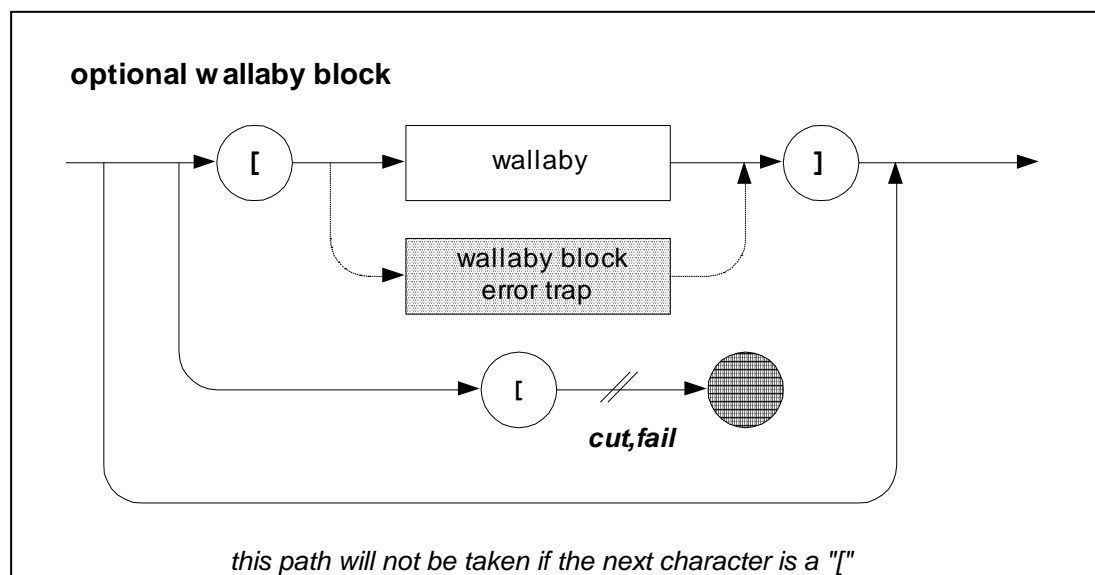 optional wallaby block
[
wallaby
]
wallaby block
error trap
[
cut,fail
this path will not be taken if the next character is a "["